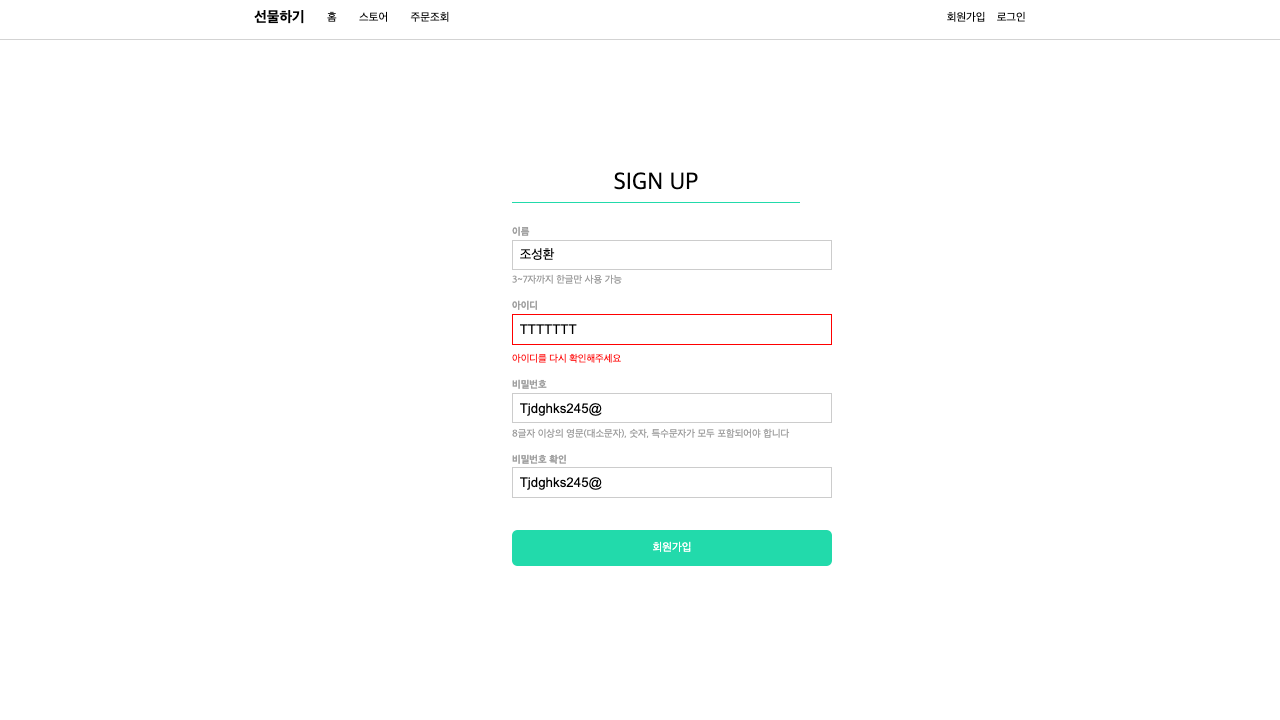 선물하기 홈 스토어 주문조회 회원가입 로그인
SIGN UP
이름
조성환
3~7자까지 한글만 사용 가능
아이디
TTTTTTT
아이디를 다시 확인해주세요
비밀번호
Tjdghks245@
8글자 이상의 영문(대소문자), 숫자, 특수문자가 모두 포함되어야 합니다
비밀번호 확인
Tjdghks245@
회원가입